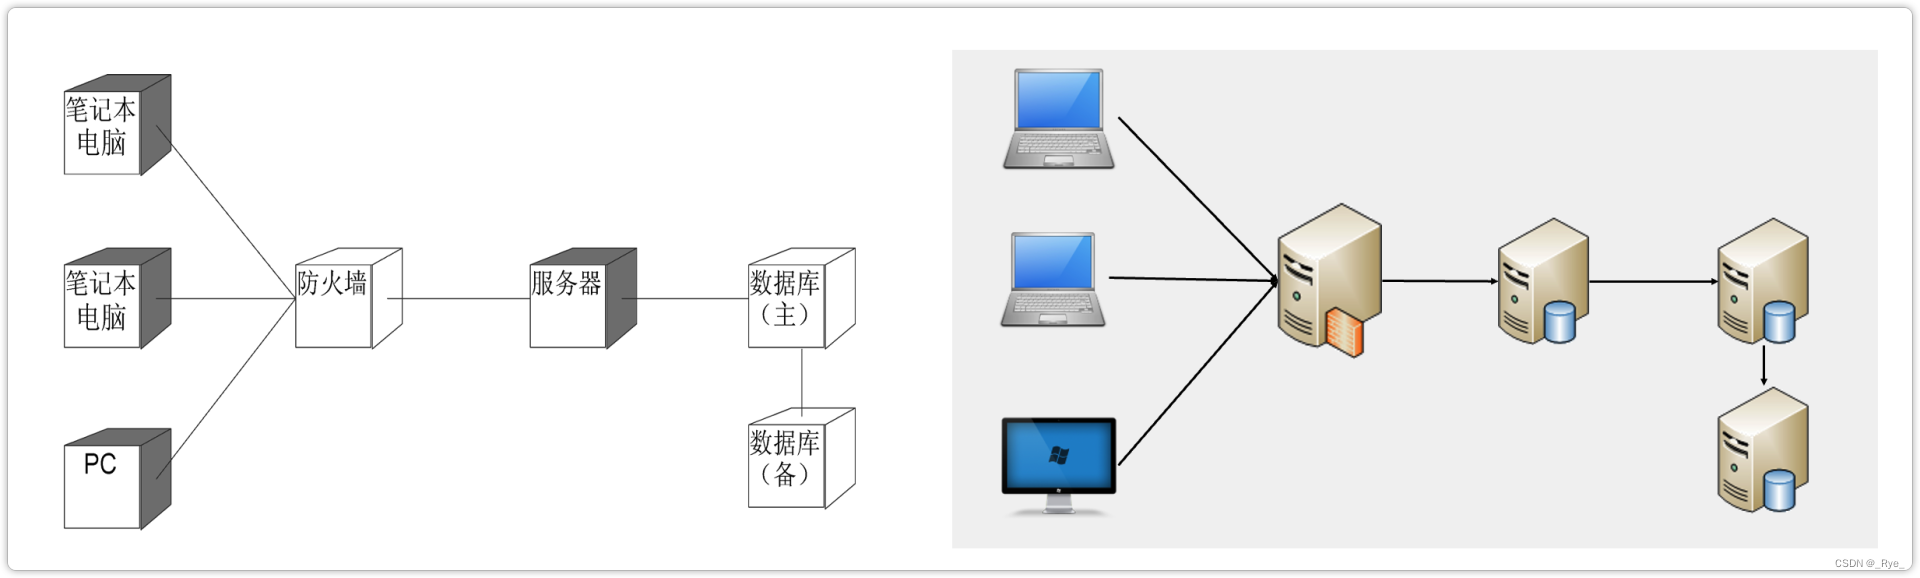 笔记本
电脑
笔记本
电脑
防火墙
服务器
数据库
（主）
数据库
（备）
PC
CSDN @_Rye_